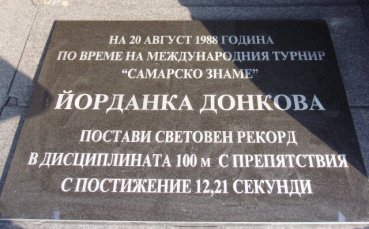 НА 20 АВГУСТ 1988 ГОДИНА
ПО ВРЕМЕ НА МЕЖДУНАРОДНИЯ ТУРНИР
“САМАРСКО ЗНАМЕ”
ЙОРДАНКА ДОНКОВА
ПОСТАВИ СВЕТОВЕН РЕКОРД
В ДИСЦИПЛИНАТА 100 м С ПРЕПЯТСТВИЯ
С ПОСТИЖЕНИЕ 12,21 СЕКУНДИ